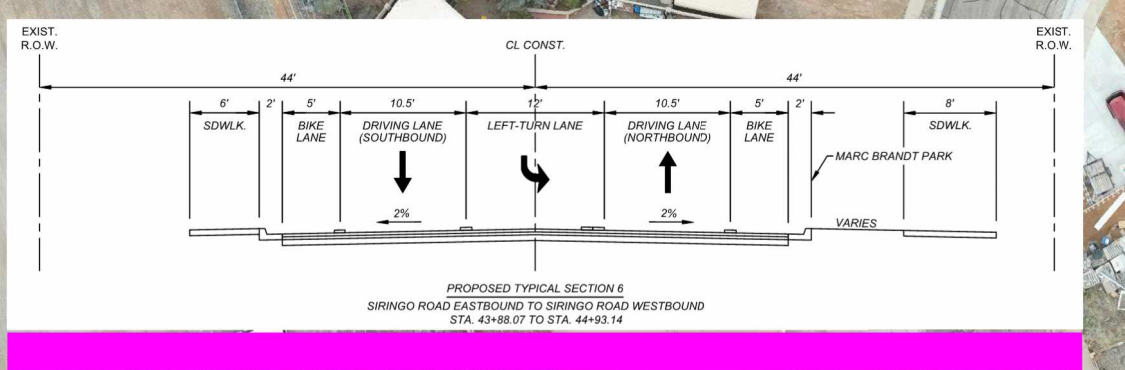 EXIST.
R.O.W.
CL CONST.
EXIST.
R.O.W.
44'
44'
6'
2'
5'
10.5'
12'
10.5'
5'
2'
8'
SDWLK.
BIKE
LANE
DRIVING LANE
(SOUTHBOUND)
LEFT-TURN LANE
DRIVING LANE
(NORTHBOUND)
BIKE
LANE
SDWLK.
MARC BRANDT PARK
2%
2%
VARIES
PROPOSED TYPICAL SECTION 6
SIRINGO ROAD EASTBOUND TO SIRINGO ROAD WESTBOUND
STA. 43+88.07 TO STA. 44+93.14